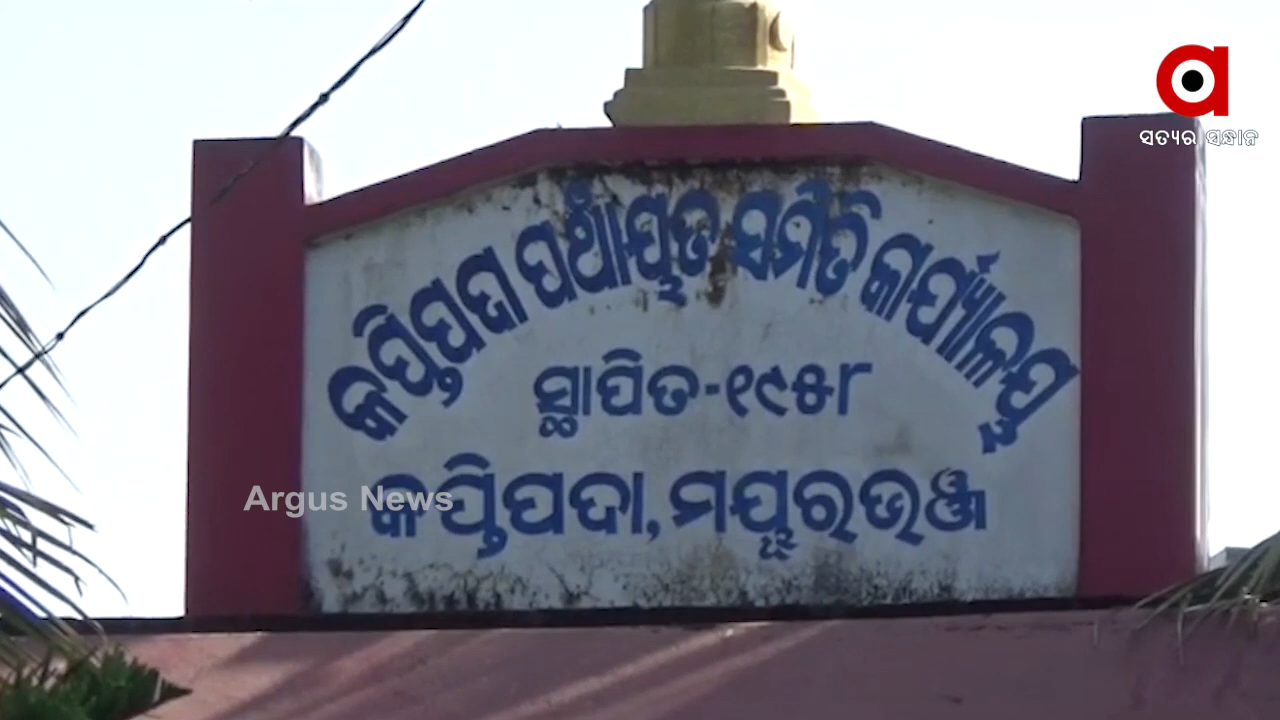 ସତ୍ୟର ସନ୍ଧାନ
କପ୍ତିପଦା ପଞ୍ଚାୟତ ସମିତି କାର୍ଯ୍ୟାଳୟ
ସ୍ଥାପିତ-୧୯୫୮
Argus News
କପ୍ତିପଦା, ମୟୂରଭଞ୍ଜ